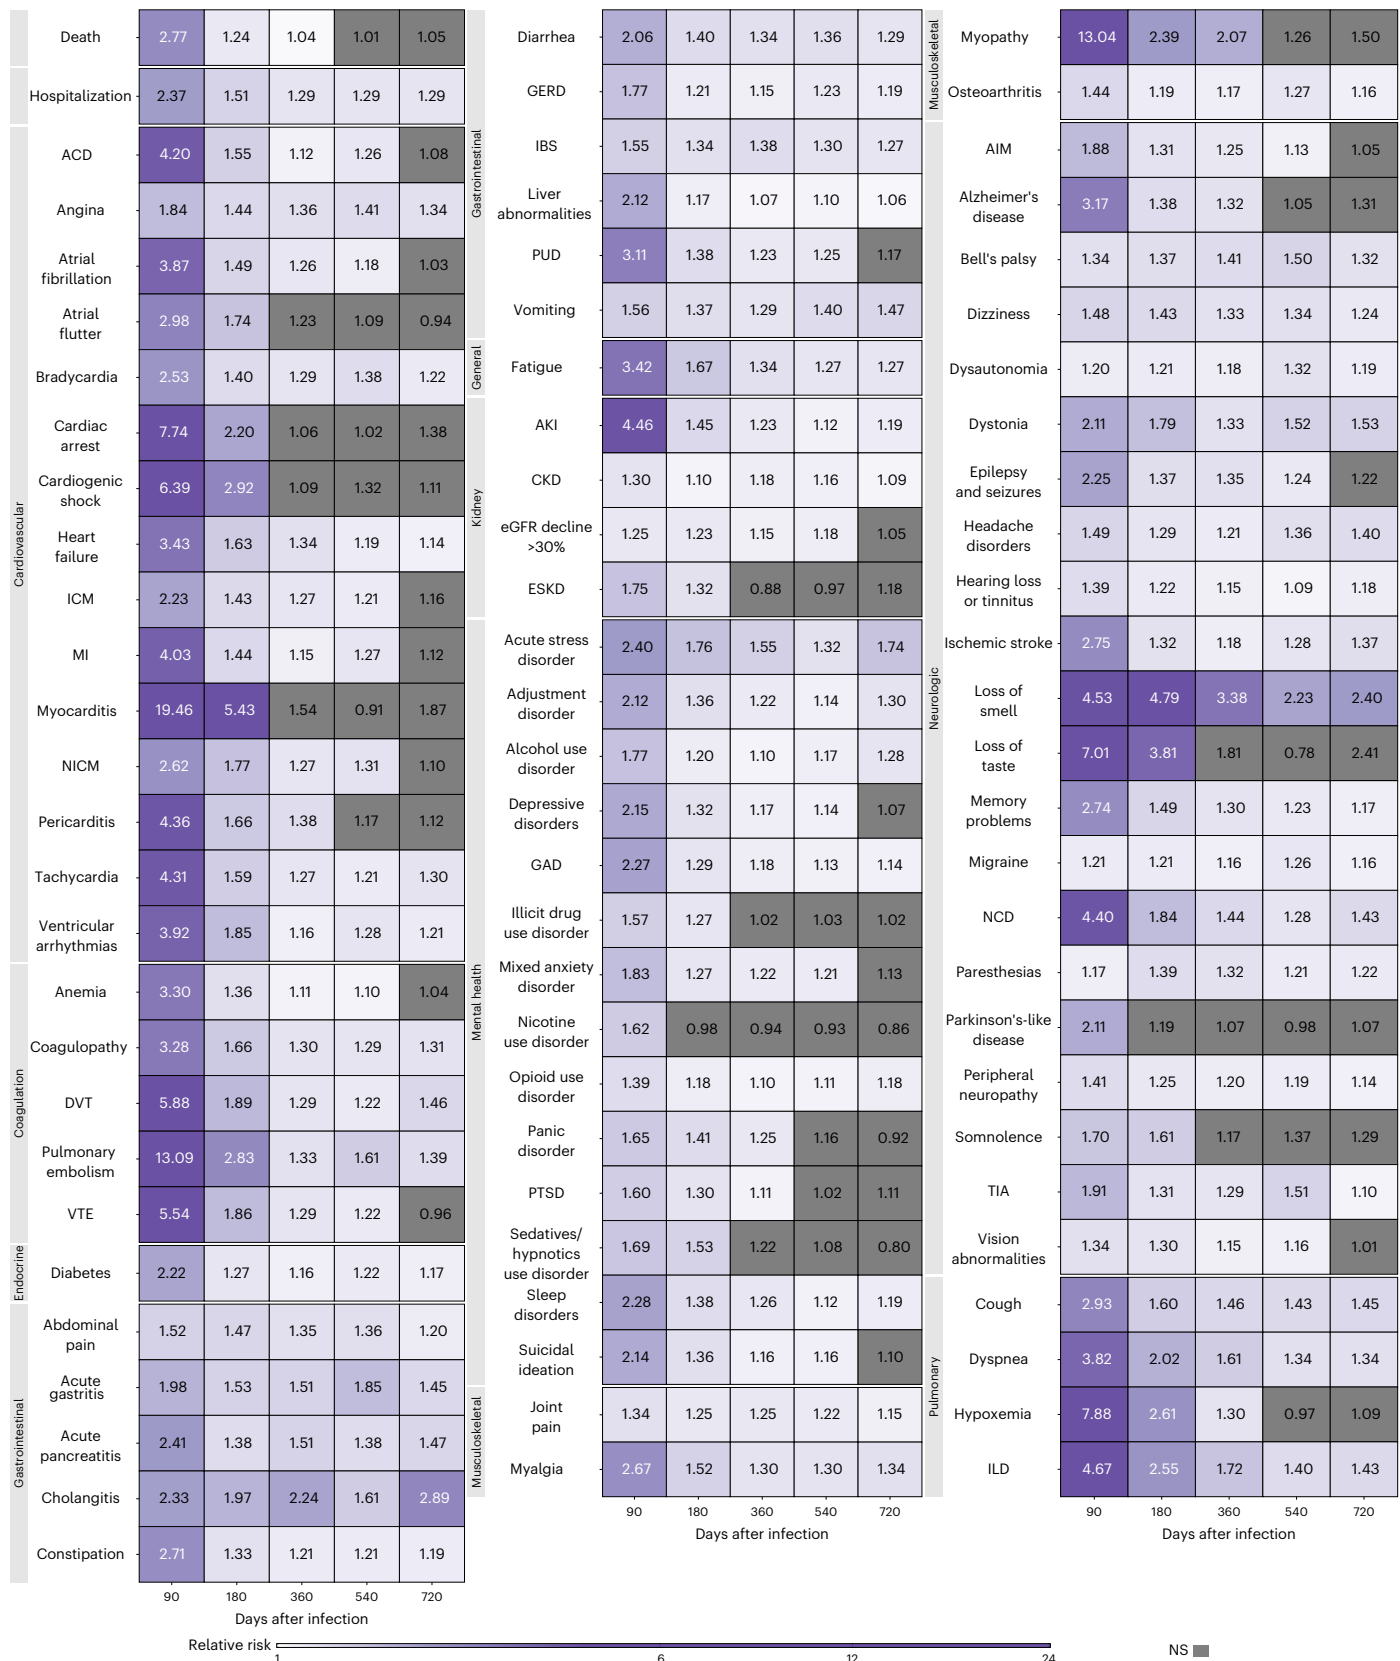 Death 2.77 1.24 1.04 1.01 1.05
Hospitalization 2.37 1.51 1.29 1.29 1.29
Cardiovascular
ACD 4.20 1.55 1.12 1.26 1.08
Angina 1.84 1.44 1.36 1.41 1.34
Atrial
fibrillation 3.87 1.49 1.26 1.18 1.03
Atrial
flutter 2.98 1.74 1.23 1.09 0.94
Bradycardia 2.53 1.40 1.29 1.38 1.22
Cardiac
arrest 7.74 2.20 1.06 1.02 1.38
Cardiogenic
shock 6.39 2.92 1.09 1.32 1.11
Heart
failure 3.43 1.63 1.34 1.19 1.14
ICM 2.23 1.43 1.27 1.21 1.16
MI 4.03 1.44 1.15 1.27 1.12
Myocarditis 19.46 5.43 1.54 0.91 1.87
NICM 2.62 1.77 1.27 1.31 1.10
Pericarditis 4.36 1.66 1.38 1.17 1.12
Tachycardia 4.31 1.59 1.27 1.21 1.30
Ventricular
arrhythmias 3.92 1.85 1.16 1.28 1.21
Coagulation
Anemia 3.30 1.36 1.11 1.10 1.04
Coagulopathy 3.28 1.66 1.30 1.29 1.31
DVT 5.88 1.89 1.29 1.22 1.46
Pulmonary
embolism 13.09 2.83 1.33 1.61 1.39
VTE 5.54 1.86 1.29 1.22 0.96
Endocrine
Diabetes 2.22 1.27 1.16 1.22 1.17
Gastrointestinal
Abdominal
pain 1.52 1.47 1.35 1.36 1.20
Acute
gastritis 1.98 1.53 1.51 1.85 1.45
Acute
pancreatitis 2.41 1.38 1.51 1.38 1.47
Cholangitis 2.33 1.97 2.24 1.61 2.89
Constipation 2.71 1.33 1.21 1.21 1.19
90 180 360 540 720
Days after infection
Gastrointestinal
Diarrhea 2.06 1.40 1.34 1.36 1.29
GERD 1.77 1.21 1.15 1.23 1.19
IBS 1.55 1.34 1.38 1.30 1.27
Liver
abnormalities 2.12 1.17 1.07 1.10 1.06
PUD 3.11 1.38 1.23 1.25 1.17
Vomiting 1.56 1.37 1.29 1.40 1.47
General
Fatigue 3.42 1.67 1.34 1.27 1.27
Kidney
AKI 4.46 1.45 1.23 1.12 1.19
CKD 1.30 1.10 1.18 1.16 1.09
eGFR decline
>30% 1.25 1.23 1.15 1.18 1.05
ESKD 1.75 1.32 0.88 0.97 1.18
Mental health
Acute stress
disorder 2.40 1.76 1.55 1.32 1.74
Adjustment
disorder 2.12 1.36 1.22 1.14 1.30
Alcohol use
disorder 1.77 1.20 1.10 1.17 1.28
Depressive
disorders 2.15 1.32 1.17 1.14 1.07
GAD 2.27 1.29 1.18 1.13 1.14
Illicit drug
use disorder 1.57 1.27 1.02 1.03 1.02
Mixed anxiety
disorder 1.83 1.27 1.22 1.21 1.13
Nicotine
use disorder 1.62 0.98 0.94 0.93 0.86
Opioid use
disorder 1.39 1.18 1.10 1.11 1.18
Panic
disorder 1.65 1.41 1.25 1.16 0.92
PTSD 1.60 1.30 1.11 1.02 1.11
Sedatives/
hypnotics
use disorder 1.69 1.53 1.22 1.08 0.80
Sleep
disorders 2.28 1.38 1.26 1.12 1.19
Suicidal
ideation 2.14 1.36 1.16 1.16 1.10
Musculoskeletal
Joint
pain 1.34 1.25 1.25 1.22 1.15
Myalgia 2.67 1.52 1.30 1.30 1.34
90 180 360 540 720
Days after infection
Musculoskeletal
Myopathy 13.04 2.39 2.07 1.26 1.50
Osteoarthritis 1.44 1.19 1.17 1.27 1.16
Neurologic
AIM 1.88 1.31 1.25 1.13 1.05
Alzheimer's
disease 3.17 1.38 1.32 1.05 1.31
Bell's palsy 1.34 1.37 1.41 1.50 1.32
Dizziness 1.48 1.43 1.33 1.34 1.24
Dysautonomia 1.20 1.21 1.18 1.32 1.19
Dystonia 2.11 1.79 1.33 1.52 1.53
Epilepsy
and seizures 2.25 1.37 1.35 1.24 1.22
Headache
disorders 1.49 1.29 1.21 1.36 1.40
Hearing loss
or tinnitus 1.39 1.22 1.15 1.09 1.18
Ischemic stroke 2.75 1.32 1.18 1.28 1.37
Loss of
smell 4.53 4.79 3.38 2.23 2.40
Loss of
taste 7.01 3.81 1.81 0.78 2.41
Memory
problems 2.74 1.49 1.30 1.23 1.17
Migraine 1.21 1.21 1.16 1.26 1.16
NCD 4.40 1.84 1.44 1.28 1.43
Paresthesias 1.17 1.39 1.32 1.21 1.22
Parkinson's-like
disease 2.11 1.19 1.07 0.98 1.07
Peripheral
neuropathy 1.41 1.25 1.20 1.19 1.14
Somnolence 1.70 1.61 1.17 1.37 1.29
TIA 1.91 1.31 1.29 1.51 1.10
Vision
abnormalities 1.34 1.30 1.15 1.16 1.01
Pulmonary
Cough 2.93 1.60 1.46 1.43 1.45
Dyspnea 3.82 2.02 1.61 1.34 1.34
Hypoxemia 7.88 2.61 1.30 0.97 1.09
ILD 4.67 2.55 1.72 1.40 1.43
90 180 360 540 720
Days after infection
Relative risk
1 6 12 24
NS